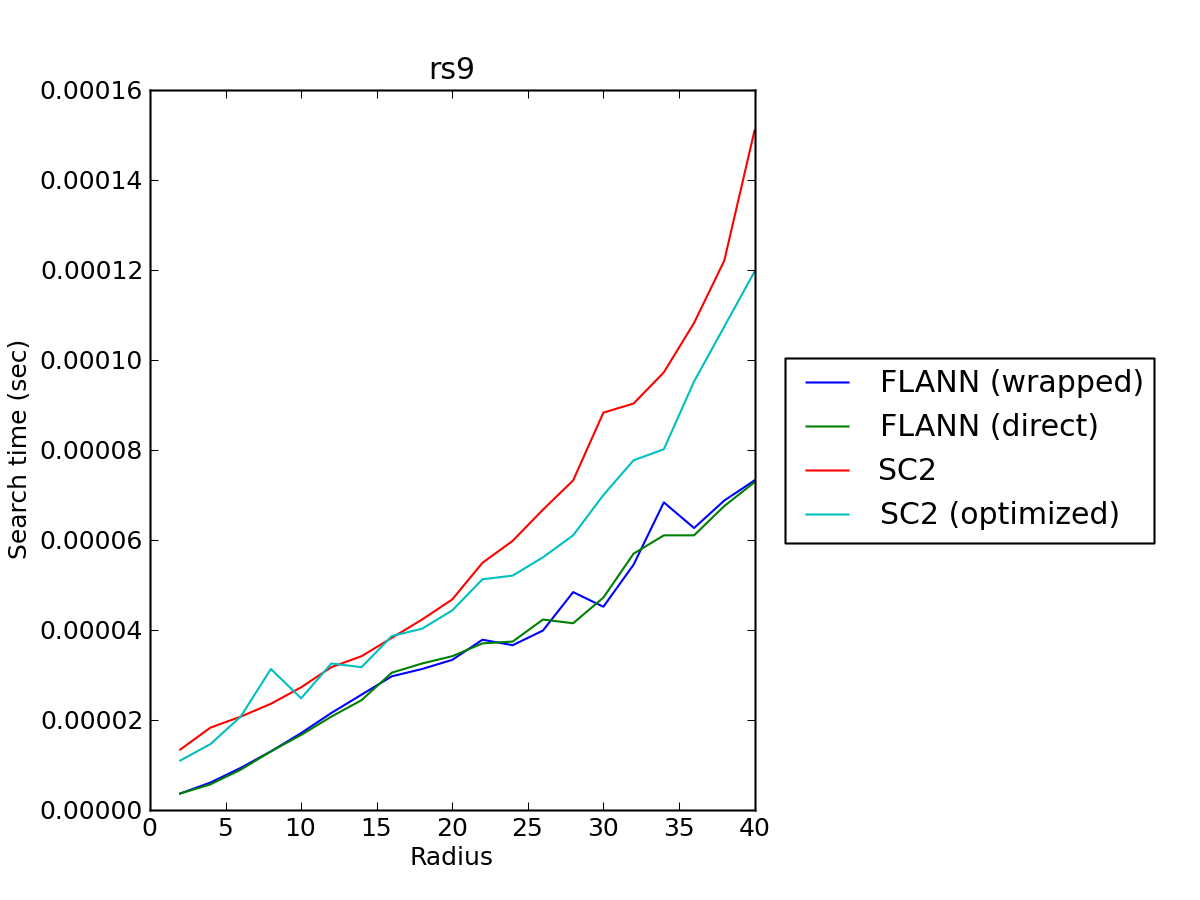 rs9
0.00016
0.00014
0.00012
0.00010
0.00008
0.00006
0.00004
0.00002
0.00000
Search time (sec)
0 5 10 15 20 25 30 35 40
Radius
FLANN (wrapped)
FLANN (direct)
SC2
SC2 (optimized)